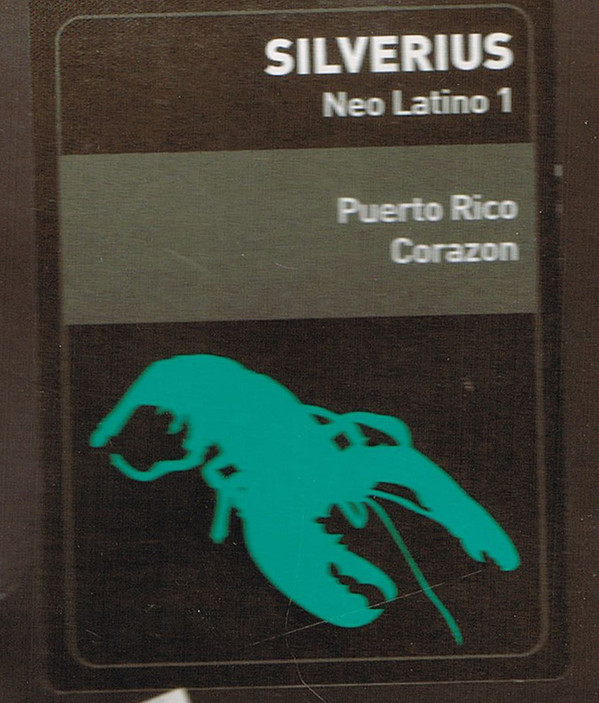 SILVERIUS
Neo Latino 1
Puerto Rico
Corazon